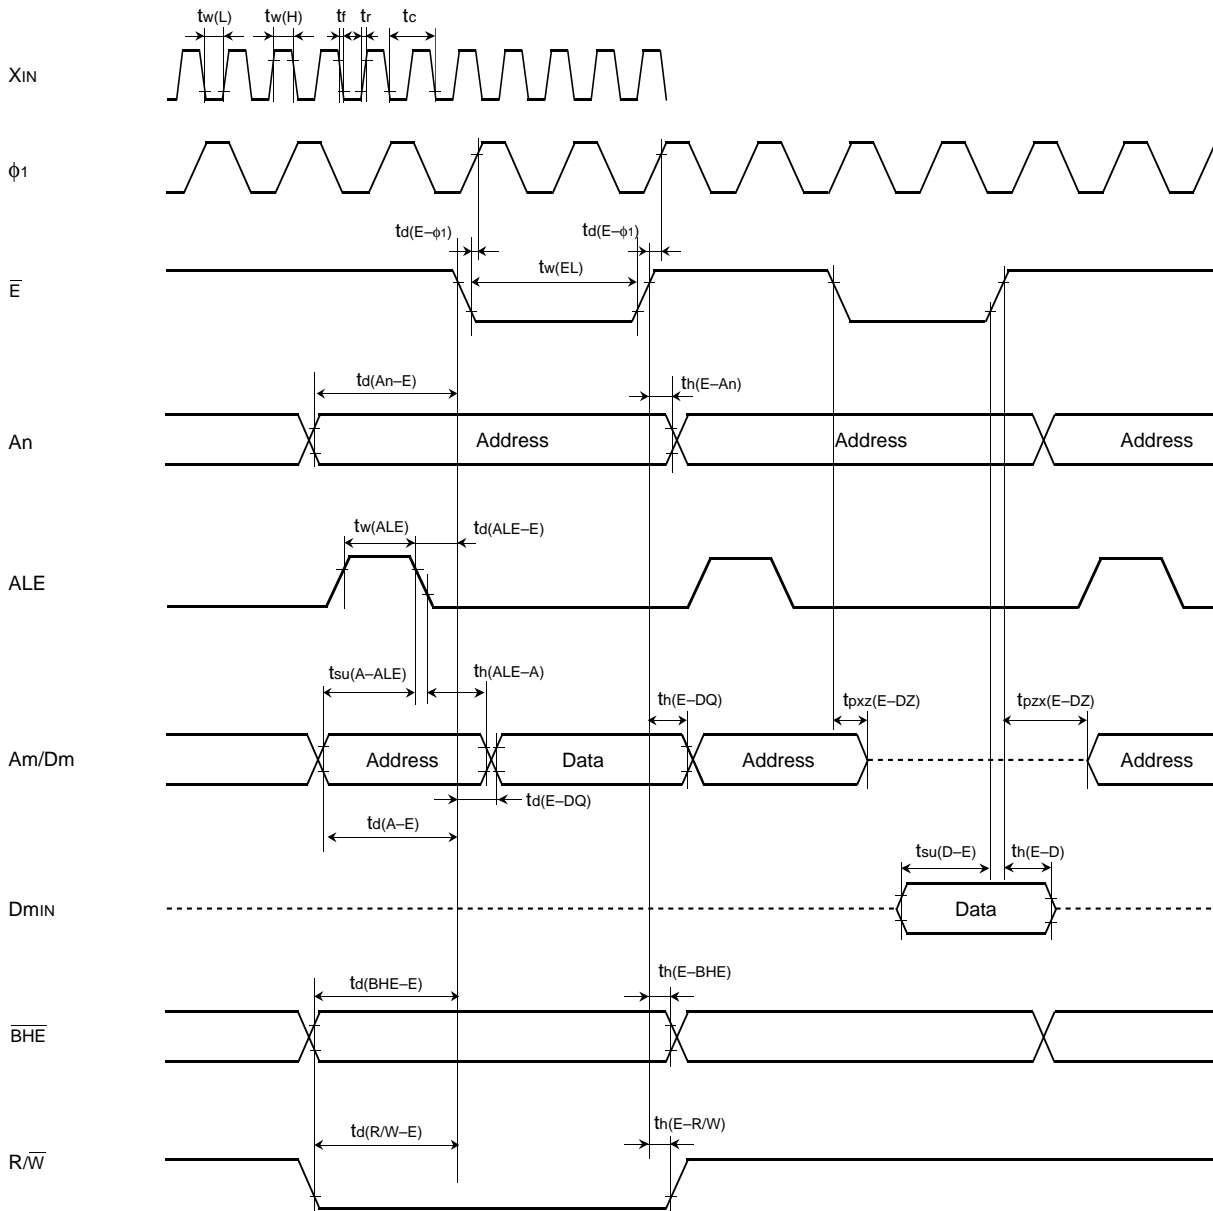 tw(L) tw(H) tf tr tc
XIN
ϕ1
td(E–ϕ1) td(E–ϕ1)
tw(EL)
E̅
td(An–E) th(E–An)
An Address Address Address
tw(ALE) td(ALE–E)
ALE
tsu(A–ALE) th(ALE–A) th(E–DQ) tpxz(E–DZ) tpzx(E–DZ)
Am/Dm Address Data Address Address
td(E–DQ)
td(A–E)
tsu(D–E) th(E–D)
DmIN Data
td(BHE–E) th(E–BHE)
B̅H̅E̅
td(R/W–E) th(E–R/W)
R/W̅